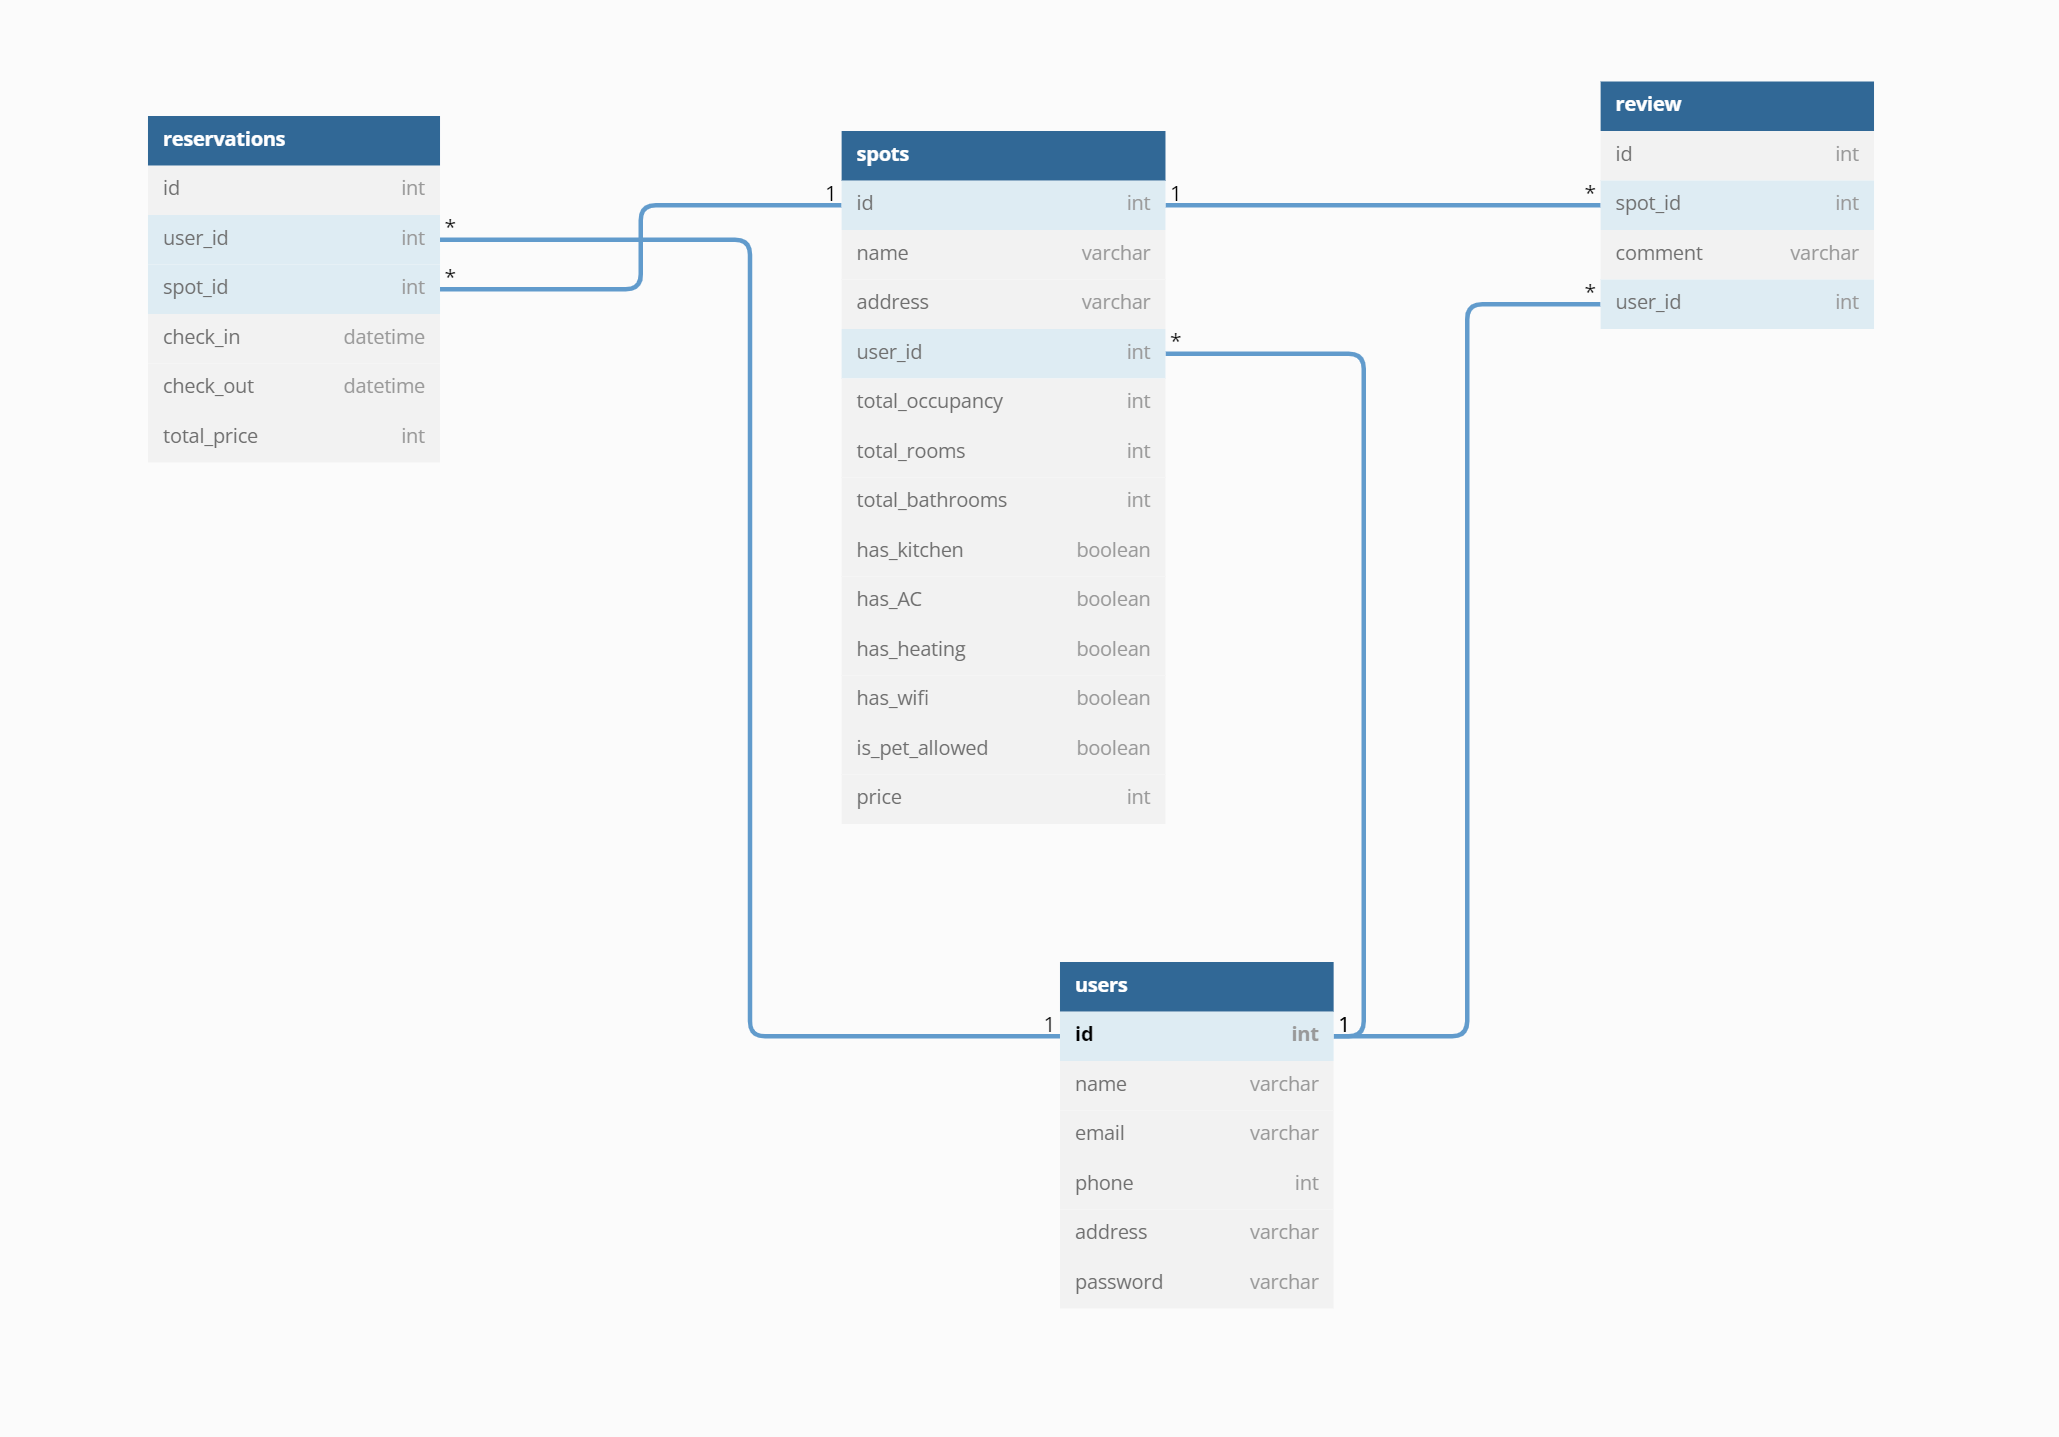 reservations
id int
user_id int *
spot_id int *
check_in datetime
check_out datetime
total_price int
spots
1 id int 1
name varchar
address varchar
user_id int *
total_occupancy int
total_rooms int
total_bathrooms int
has_kitchen boolean
has_AC boolean
has_heating boolean
has_wifi boolean
is_pet_allowed boolean
price int
review
id int
* spot_id int
comment varchar
* user_id int
users
1 id int 1
name varchar
email varchar
phone int
address varchar
password varchar